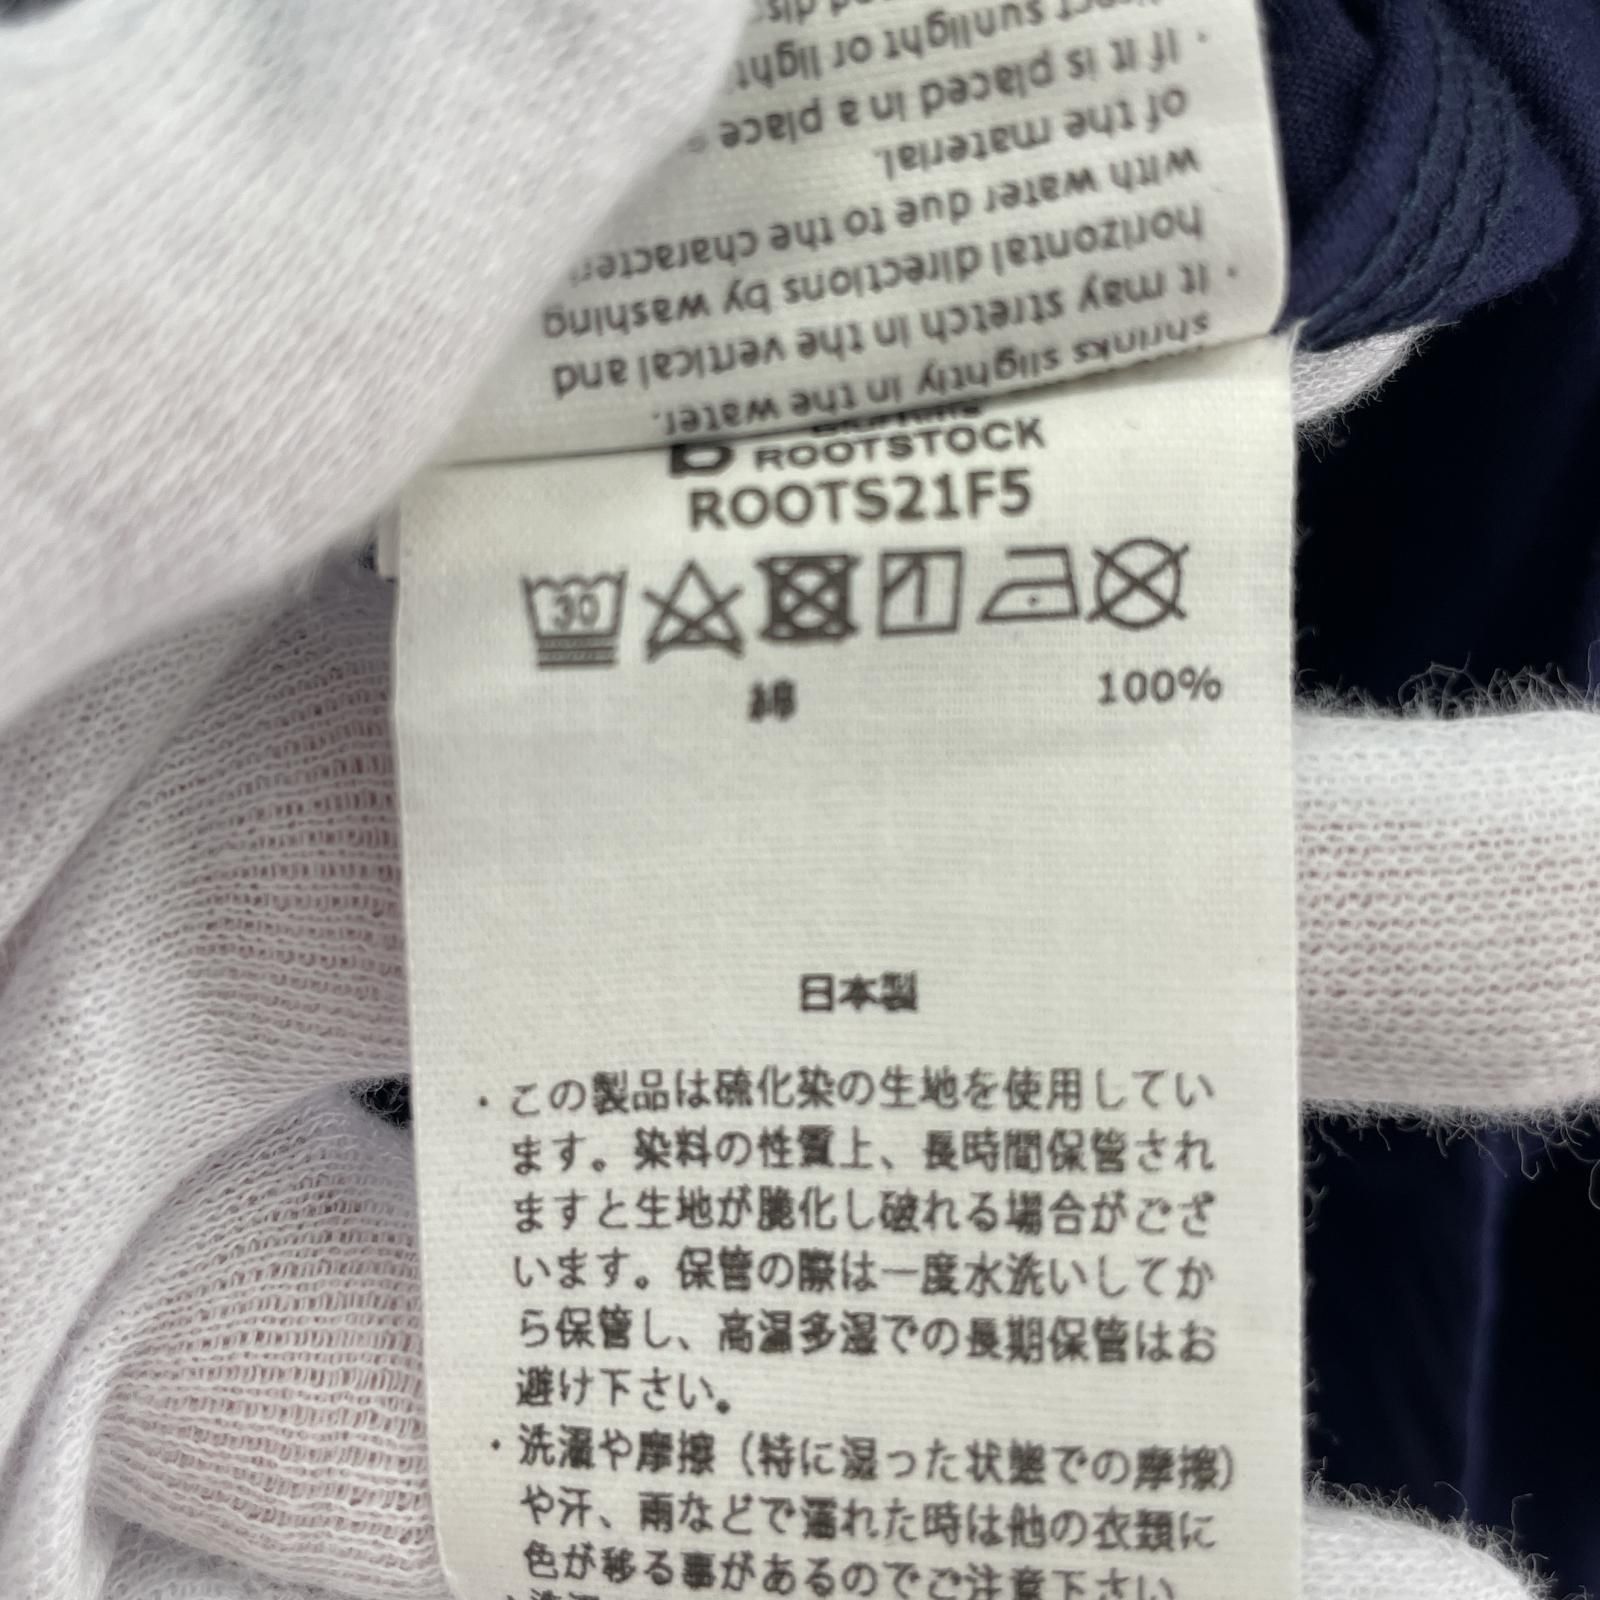 ROOTSTOCK
ROOTS21F5
30
綿 100%
日本製
・この製品は硫化染の生地を使用してい
ます。染料の性質上、長時間保管され
ますと生地が脆化し破れる場合がござ
います。保管の際は一度水洗いしてか
ら保管し、高温多湿での長期保管はお
避け下さい。
・洗濯や摩擦（特に湿った状態での摩擦）
や汗、雨などで濡れた時は他の衣類に
色が移る事があるのでご注意下さい
shrinks slightly in the water.
・It may stretch in the vertical and
horizontal directions by washing
with water due to the
of the material.
・If it is placed in a place
direct sunlight or